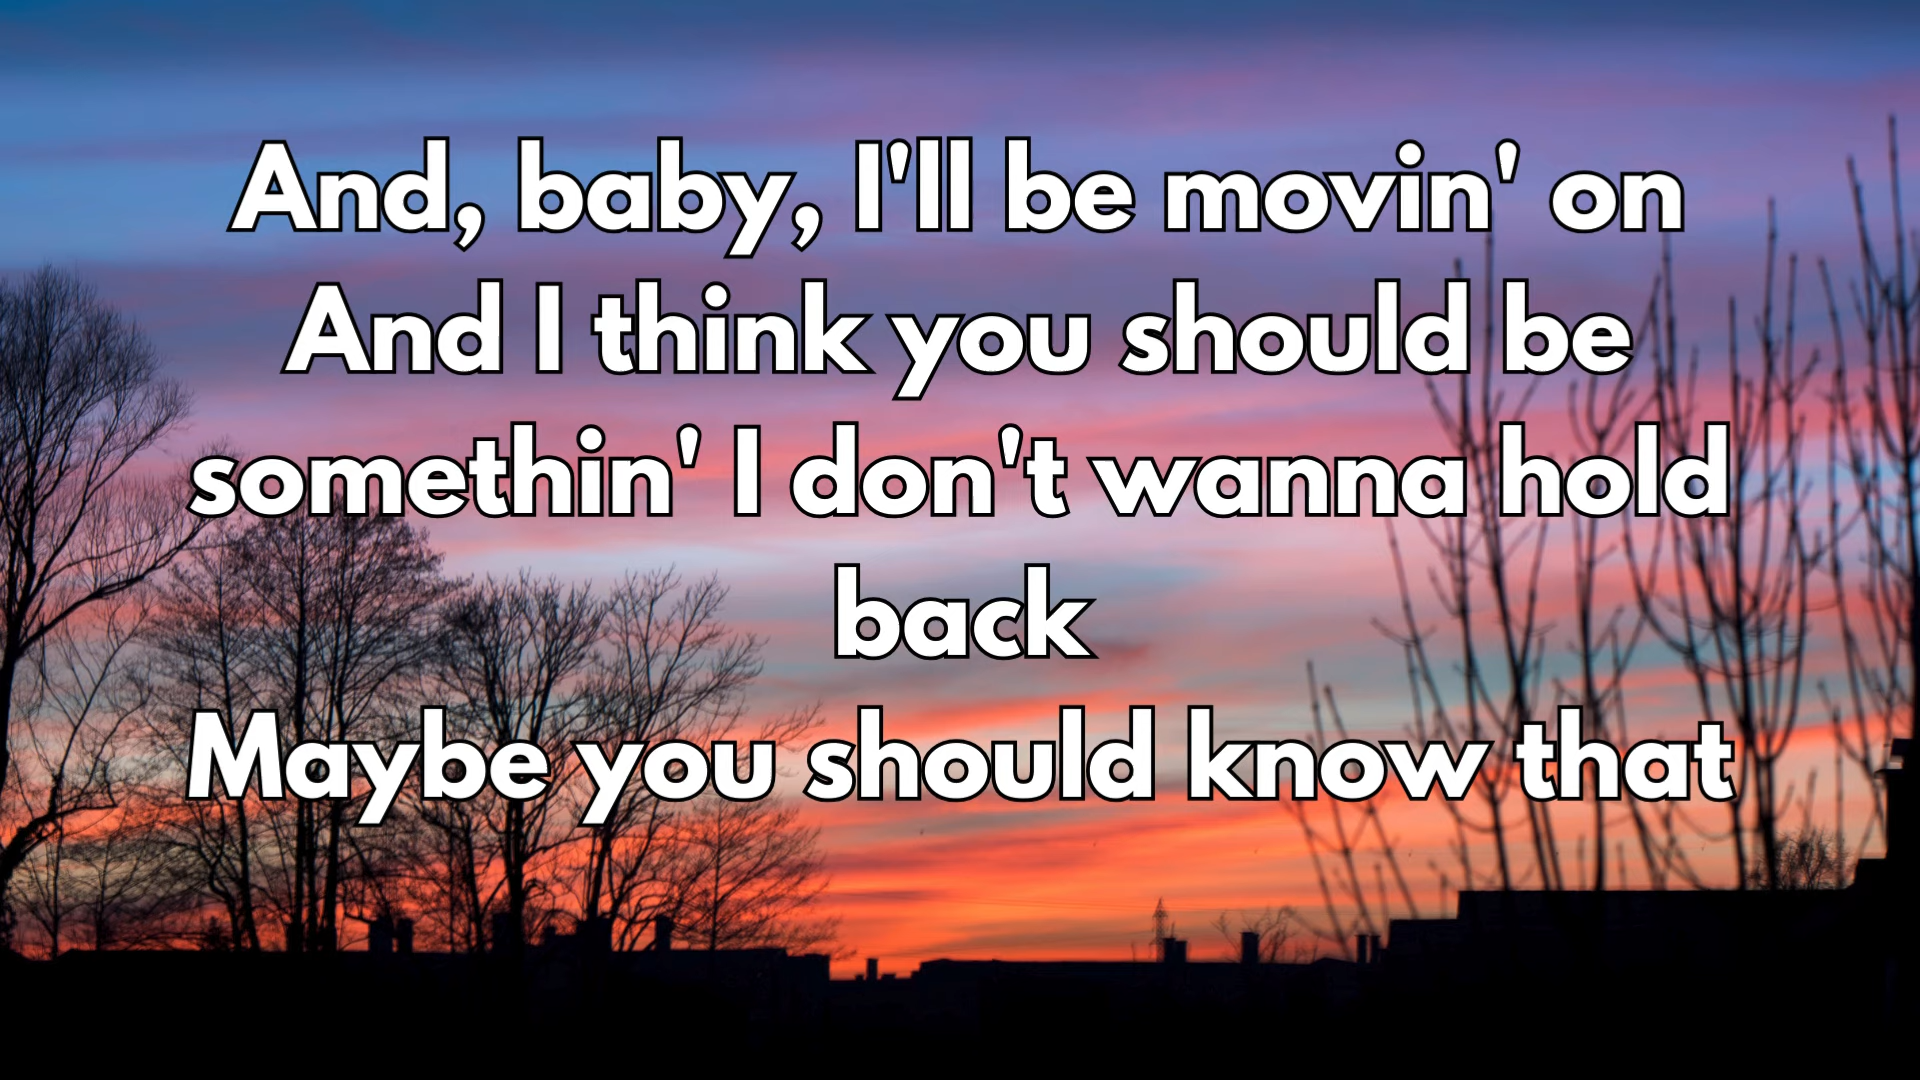 And, baby, I'll be movin' on
And I think you should be
somethin' I don't wanna hold
back
Maybe you should know that